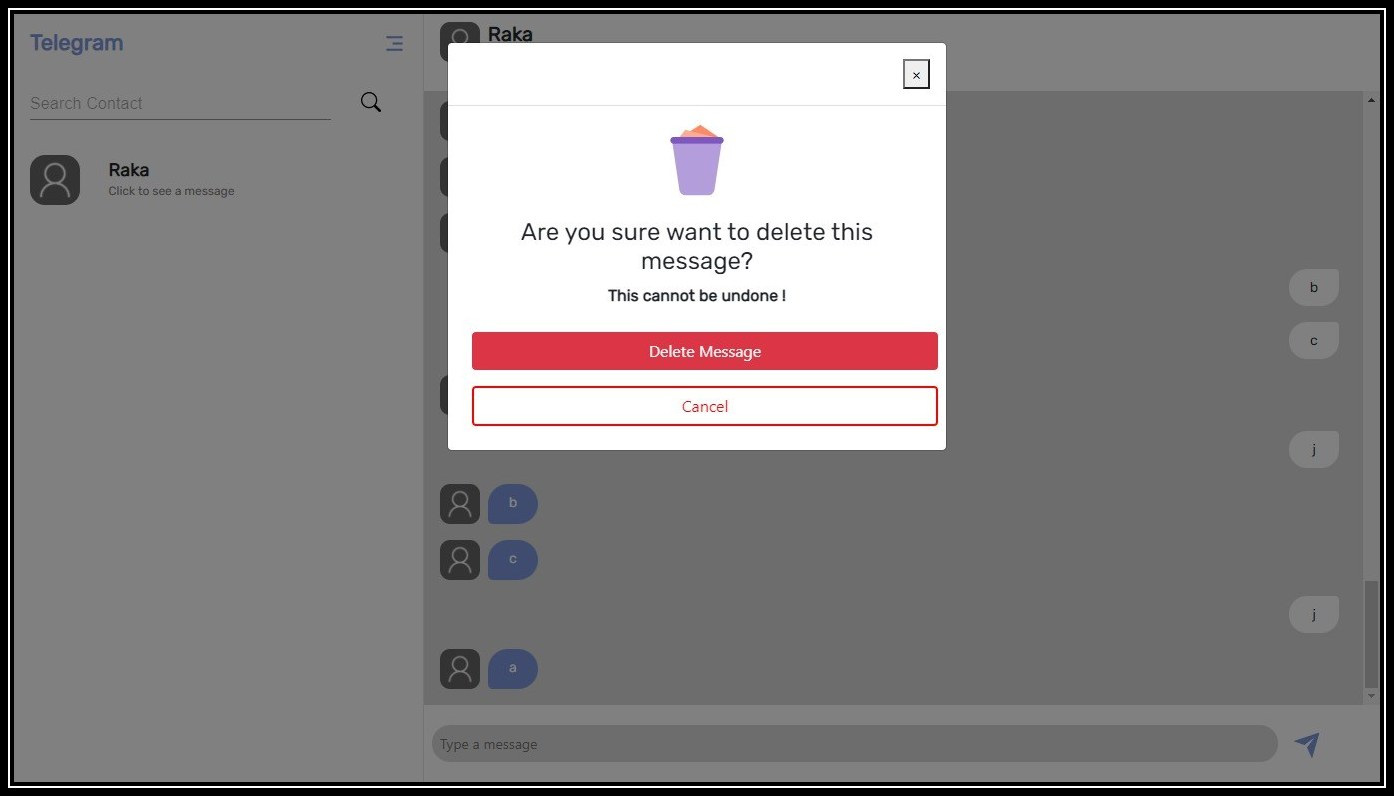 Telegram
Search Contact
Raka
Click to see a message
Raka
×
Are you sure want to delete this
message?
This cannot be undone !
Delete Message
Cancel
b
c
j
b
c
j
a
Type a message